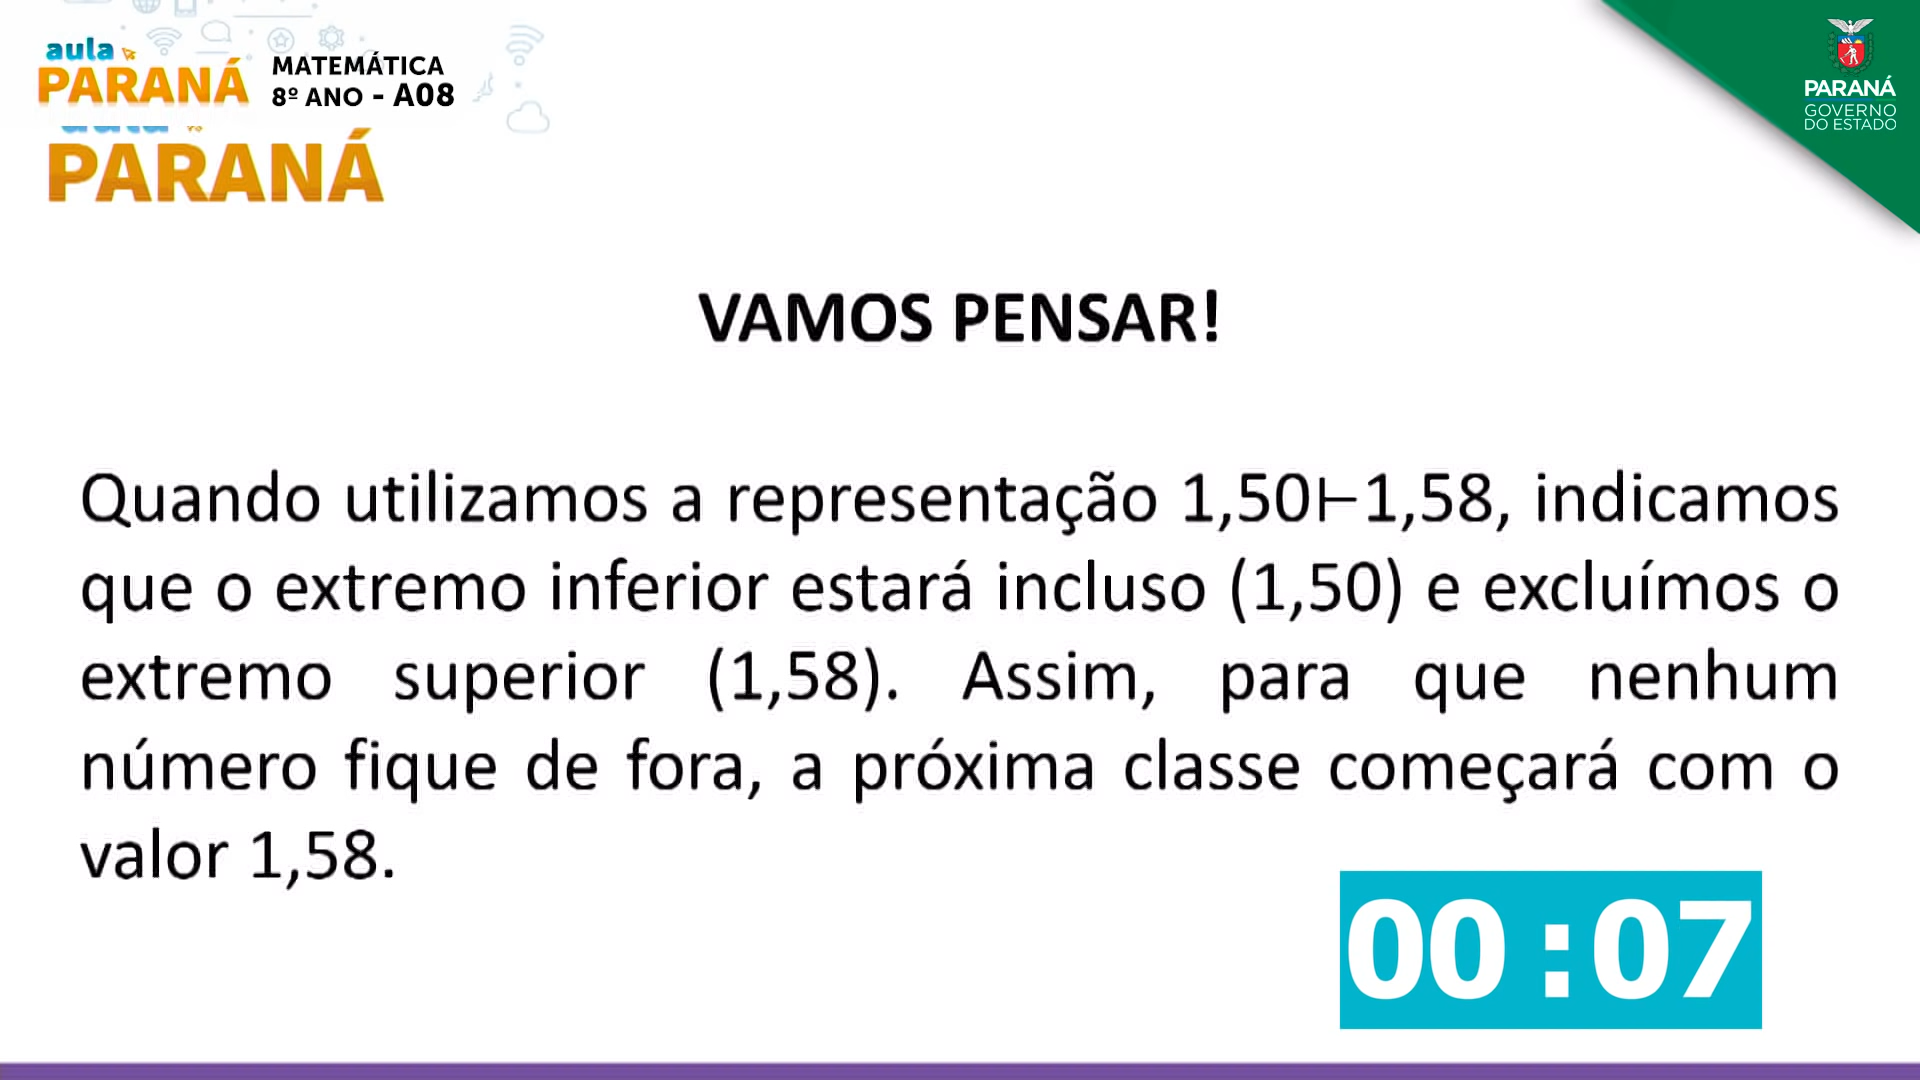 aula
PARANÁ
MATEMÁTICA
8º ANO - A08
aula
PARANÁ
PARANÁ
GOVERNO
DO ESTADO
VAMOS PENSAR!
Quando utilizamos a representação 1,50⊢1,58, indicamos
que o extremo inferior estará incluso (1,50) e excluímos o
extremo superior (1,58). Assim, para que nenhum
número fique de fora, a próxima classe começará com o
valor 1,58.
00:07